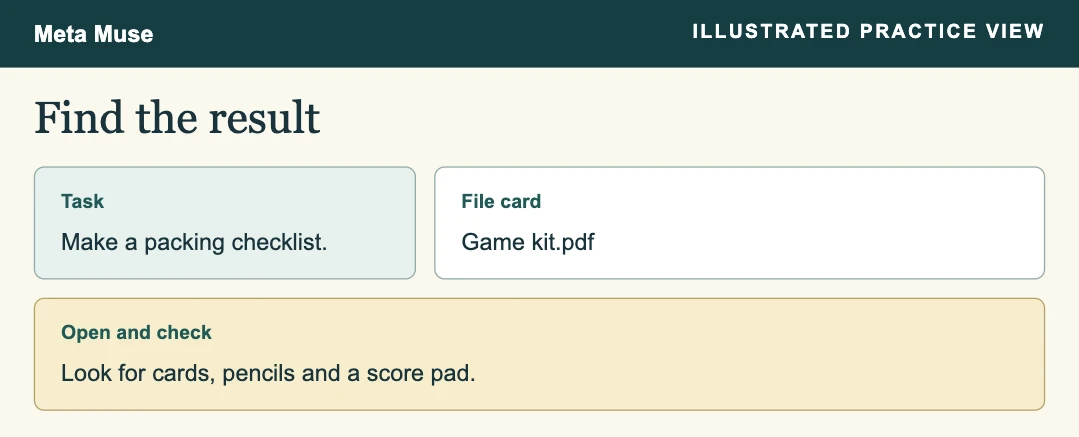 Meta Muse
ILLUSTRATED PRACTICE VIEW
Find the result
Task
Make a packing checklist.
File card
Game kit.pdf
Open and check
Look for cards, pencils and a score pad.